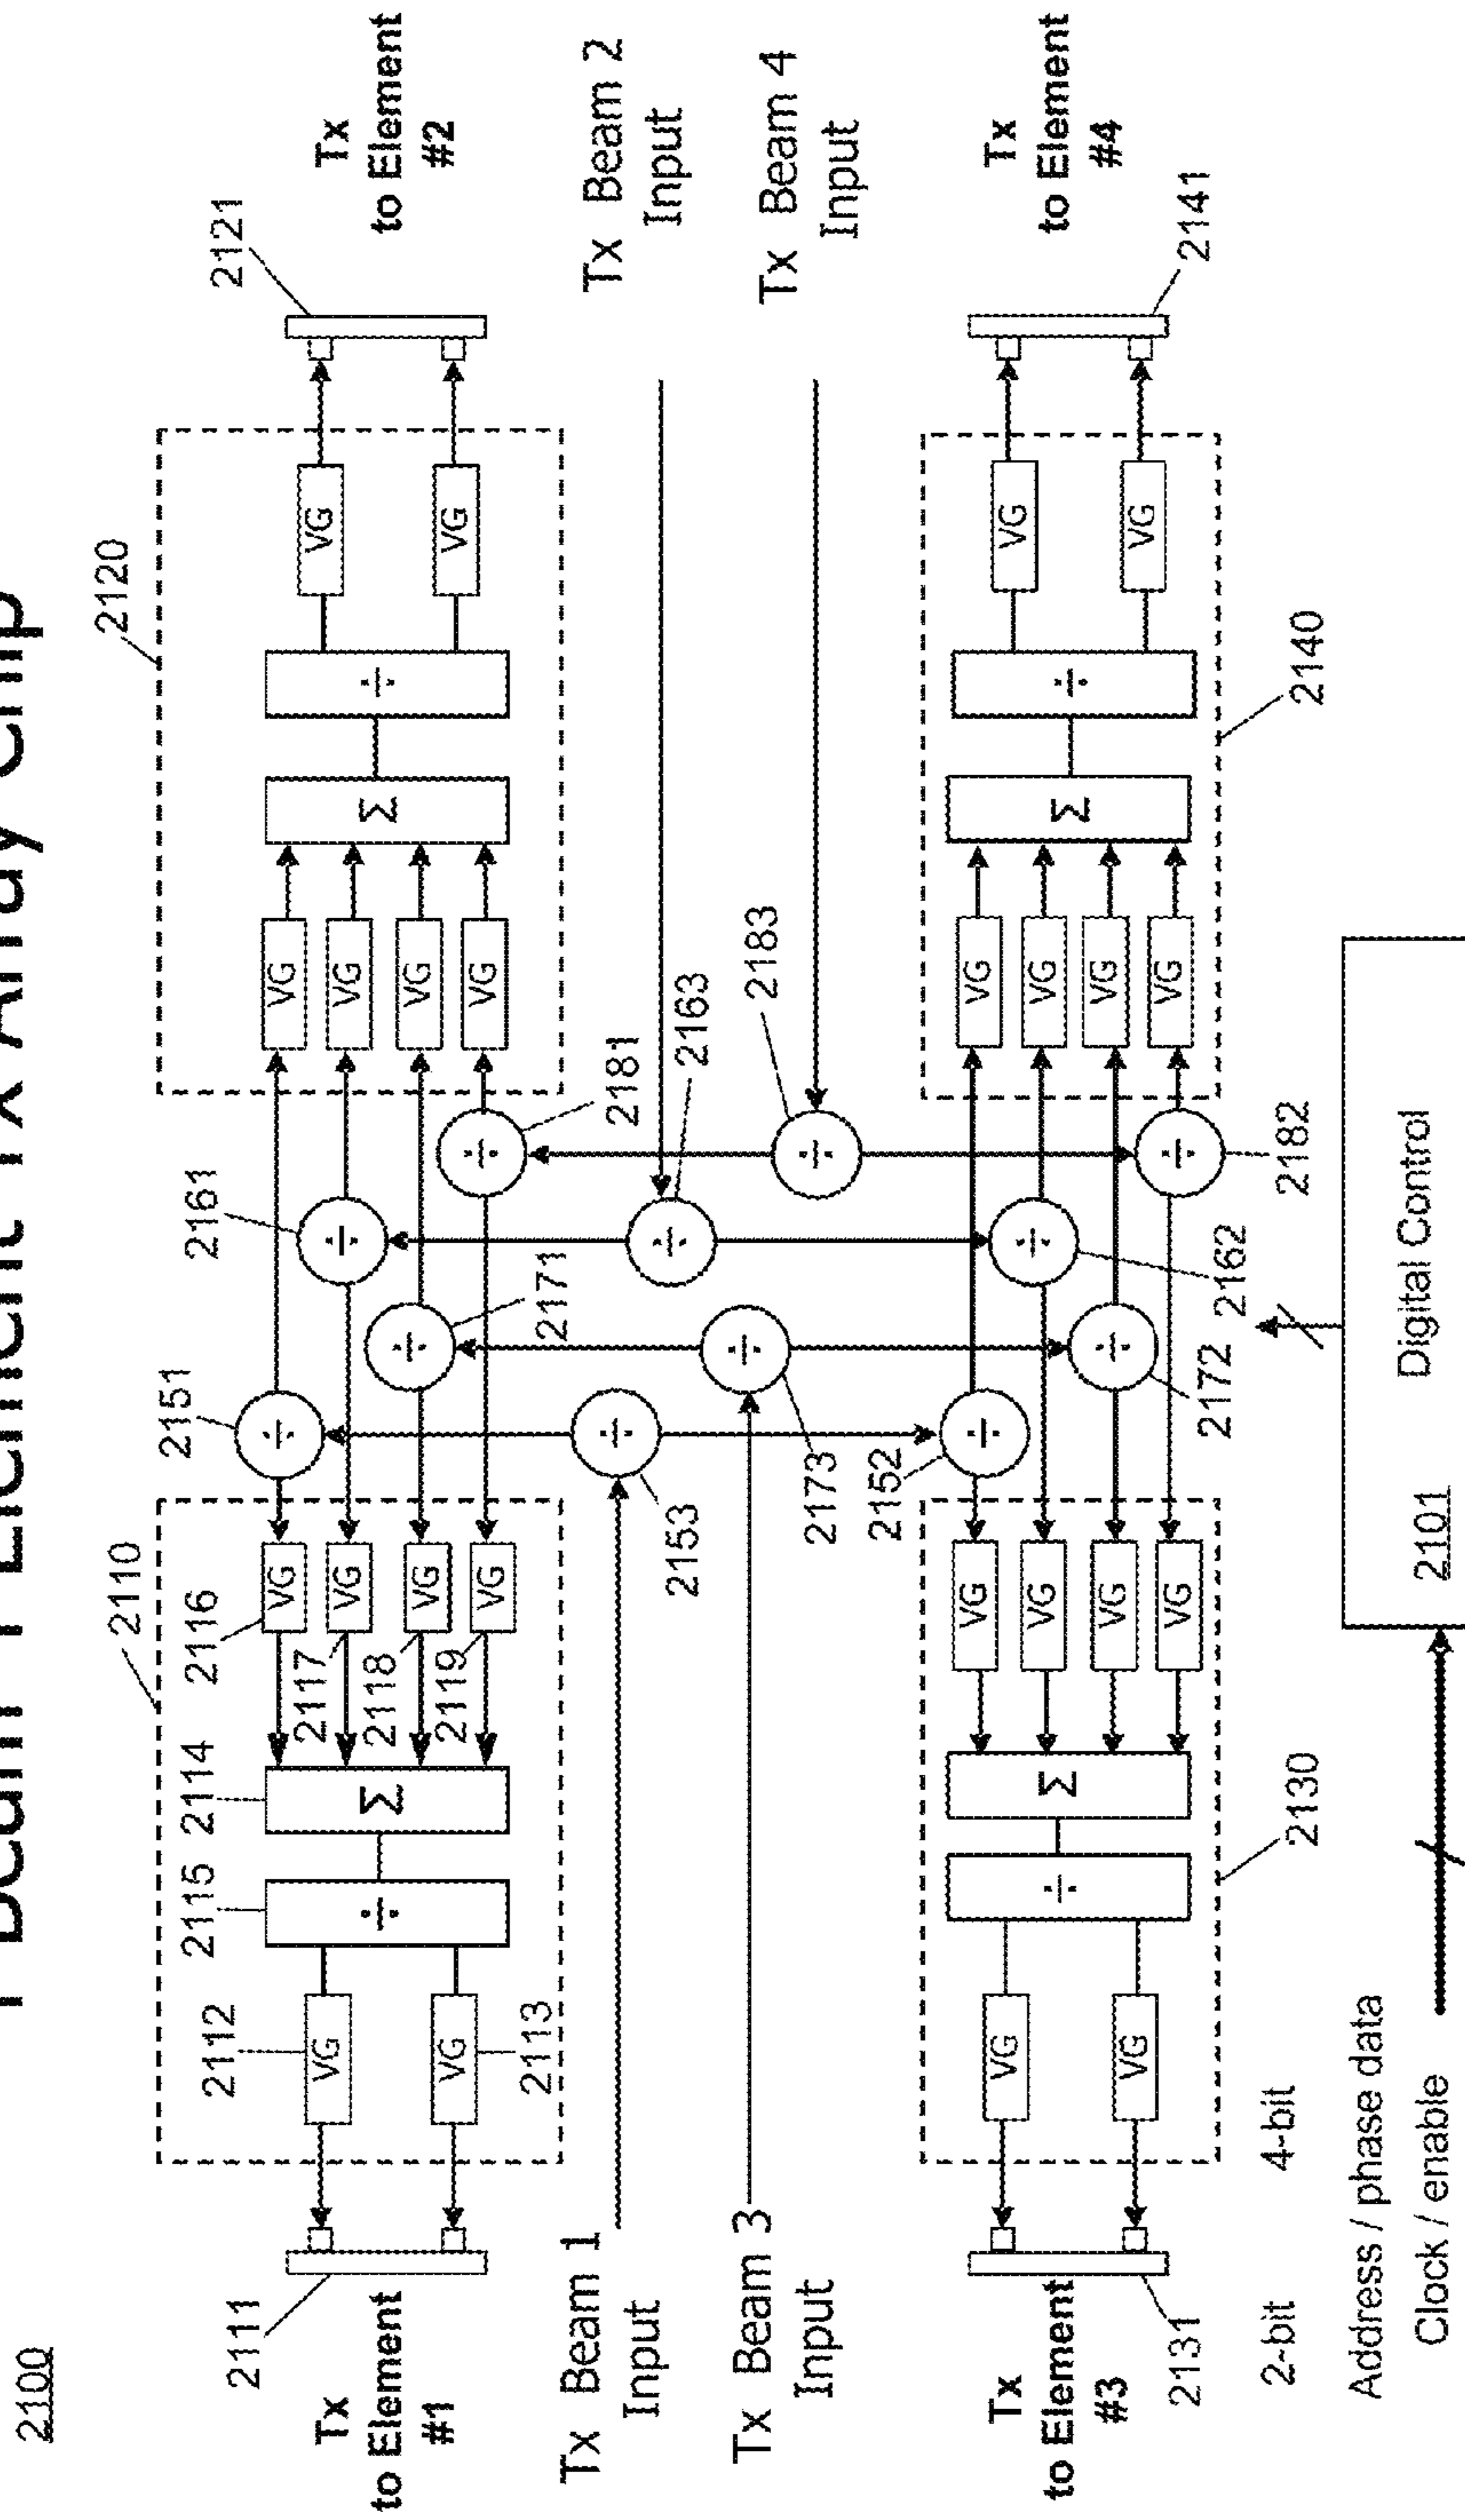 4 Beam 4 Element Tx Array Chip
2100
2110
2120
2116
2151
2161
2121
2115
2114
2112
2111
Tx
to Element
#1
VG
VG
2113
÷
Σ
VG
VG
VG
VG
2117
2118
2119
÷
÷
÷
÷
2171
2181
VG
VG
VG
VG
Σ
÷
VG
VG
Tx
to Element
#2
Tx Beam 1
Input
÷
2153
÷
2163
Tx Beam 2
Input
Tx Beam 3
Input
÷
2173
÷
2183
Tx Beam 4
Input
2152
Tx
to Element
#3
2131
VG
VG
÷
Σ
VG
VG
VG
VG
2130
÷
÷
÷
÷
2172
2162
2182
VG
VG
VG
VG
Σ
÷
VG
VG
2140
2141
Tx
to Element
#4
2-bit
4-bit
Address / phase data
Clock / enable
Digital Control
2101